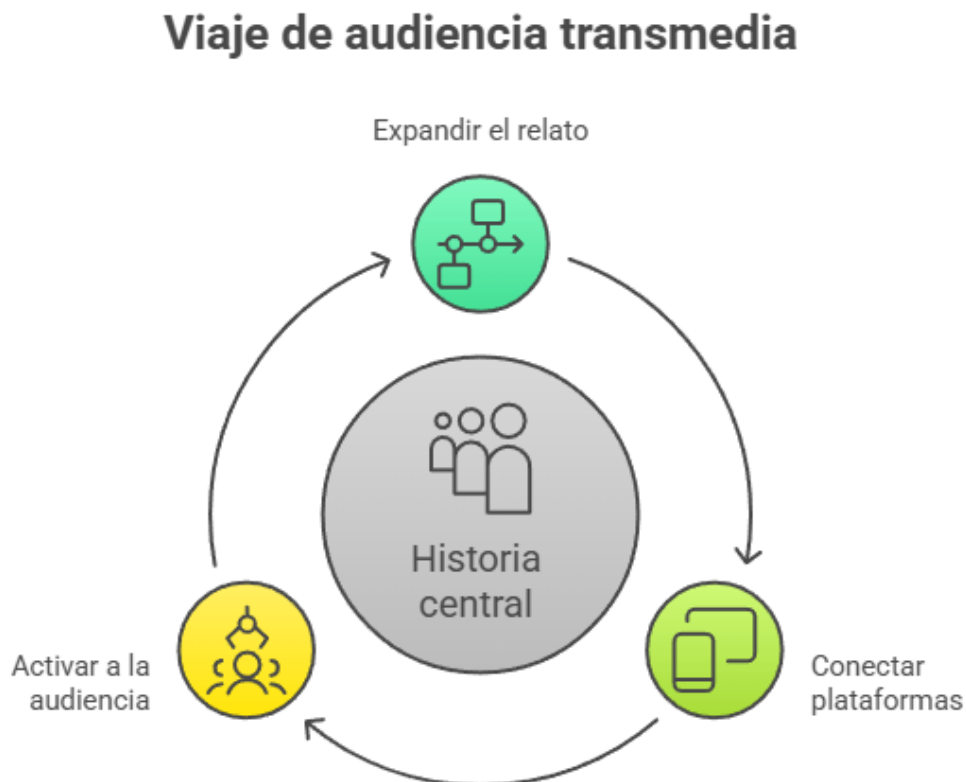 Viaje de audiencia transmedia
Expandir el relato
Historia
central
Activar a la
audiencia
Conectar
plataformas